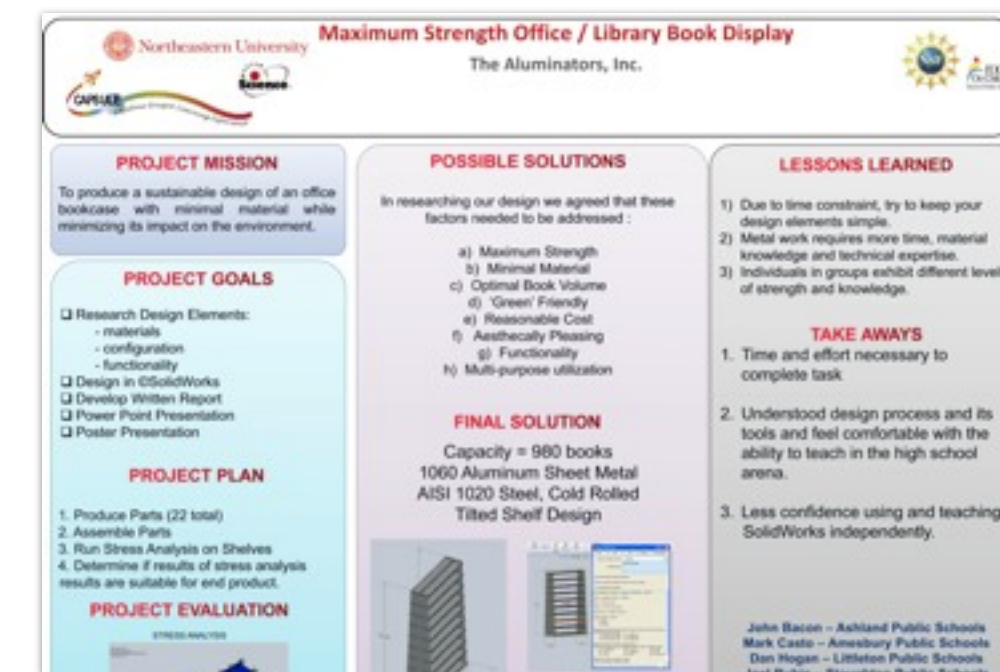 Northeastern University
Maximum Strength Office / Library Book Display
The Aluminators, Inc.
CAPSULE
Science
PROJECT MISSION
To produce a sustainable design of an office
bookcase with minimal material while
minimizing its impact on the environment.
PROJECT GOALS
❑ Research Design Elements:
- materials
- configuration
- functionality
❑ Design in ©SolidWorks
❑ Develop Written Report
❑ Power Point Presentation
❑ Poster Presentation
PROJECT PLAN
1. Produce Parts (22 total)
2. Assemble Parts
3. Run Stress Analysis on Shelves
4. Determine if results of stress analysis
results are suitable for end product.
PROJECT EVALUATION
STRESS ANALYSIS
POSSIBLE SOLUTIONS
In researching our design we agreed that these
factors needed to be addressed :
a) Maximum Strength
b) Minimal Material
c) Optimal Book Volume
d) 'Green' Friendly
e) Reasonable Cost
f) Aesthecally Pleasing
g) Functionality
h) Multi-purpose utilization
FINAL SOLUTION
Capacity = 980 books
1060 Aluminum Sheet Metal
AISI 1020 Steel, Cold Rolled
Tilted Shelf Design
LESSONS LEARNED
1) Due to time constraint, try to keep your
design elements simple.
2) Metal work requires more time, material
knowledge and technical expertise.
3) Individuals in groups exhibit different level
of strength and knowledge.
TAKE AWAYS
1. Time and effort necessary to
complete task
2. Understood design process and its
tools and feel comfortable with the
ability to teach in the high school
arena.
3. Less confidence using and teaching
SolidWorks independently.
John Bacon – Ashland Public Schools
Mark Casto – Amesbury Public Schools
Dan Hogan – Littleton Public Schools